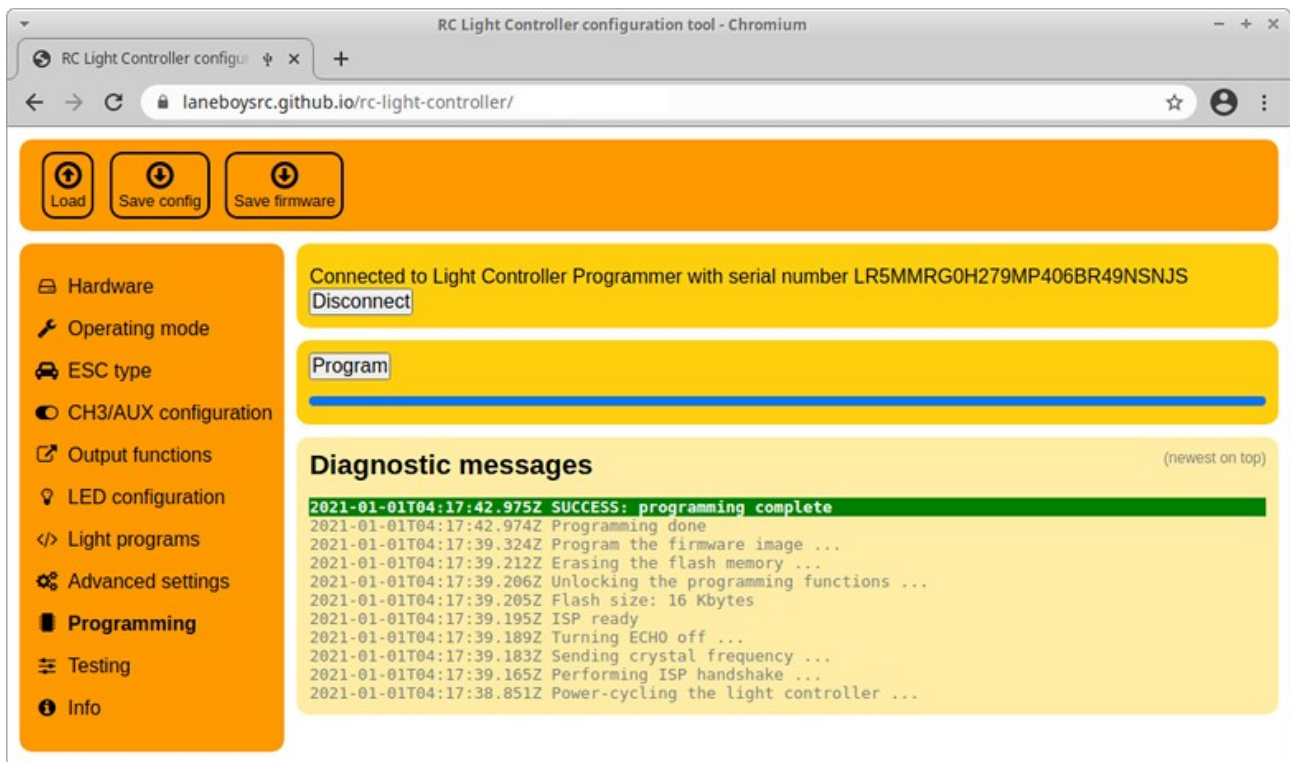 RC Light Controller configuration tool - Chromium
RC Light Controller configur
laneboysrc.github.io/rc-light-controller/
Load
Save config
Save firmware
Hardware
Operating mode
ESC type
CH3/AUX configuration
Output functions
LED configuration
Light programs
Advanced settings
Programming
Testing
Info
Connected to Light Controller Programmer with serial number LR5MMRG0H279MP406BR49NSNJS
Disconnect
Program
Diagnostic messages
(newest on top)
2021-01-01T04:17:42.975Z SUCCESS: programming complete
2021-01-01T04:17:42.974Z Programming done
2021-01-01T04:17:39.324Z Program the firmware image ...
2021-01-01T04:17:39.212Z Erasing the flash memory ...
2021-01-01T04:17:39.206Z Unlocking the programming functions ...
2021-01-01T04:17:39.205Z Flash size: 16 Kbytes
2021-01-01T04:17:39.195Z ISP ready
2021-01-01T04:17:39.189Z Turning ECHO off ...
2021-01-01T04:17:39.183Z Sending crystal frequency ...
2021-01-01T04:17:39.165Z Performing ISP handshake ...
2021-01-01T04:17:38.851Z Power-cycling the light controller ...